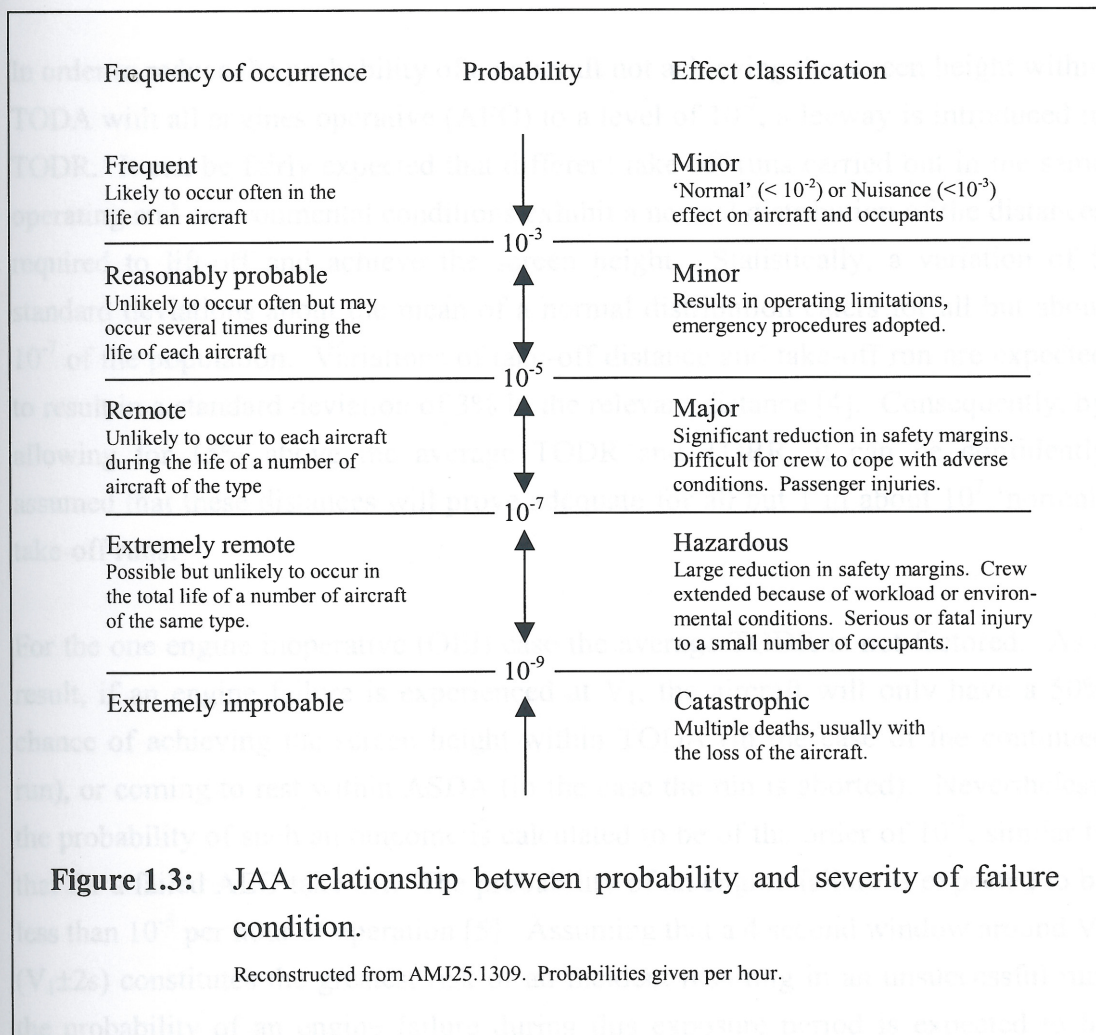 Frequency of occurrence Probability Effect classification
Frequent
Likely to occur often in the
life of an aircraft
Minor
‘Normal’ (< 10⁻²) or Nuisance (<10⁻³)
effect on aircraft and occupants
10⁻³
Reasonably probable
Unlikely to occur often but may
occur several times during the
life of each aircraft
Minor
Results in operating limitations,
emergency procedures adopted.
10⁻⁵
Remote
Unlikely to occur to each aircraft
during the life of a number of
aircraft of the type
Major
Significant reduction in safety margins.
Difficult for crew to cope with adverse
conditions. Passenger injuries.
10⁻⁷
Extremely remote
Possible but unlikely to occur in
the total life of a number of aircraft
of the same type.
Hazardous
Large reduction in safety margins. Crew
extended because of workload or environ-
mental conditions. Serious or fatal injury
to a small number of occupants.
10⁻⁹
Extremely improbable
Catastrophic
Multiple deaths, usually with
the loss of the aircraft.
Figure 1.3: JAA relationship between probability and severity of failure
condition.
Reconstructed from AMJ25.1309. Probabilities given per hour.